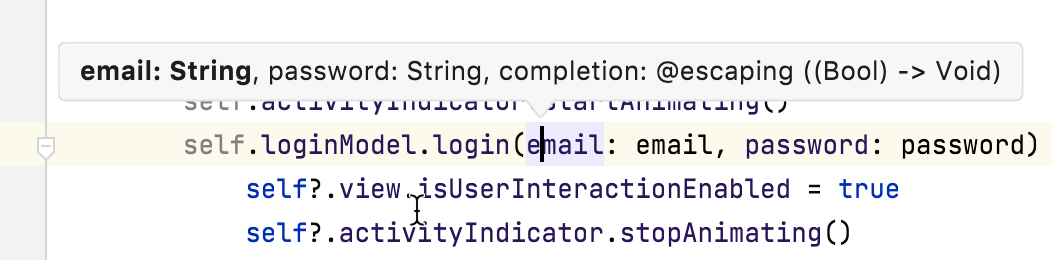 email: String, password: String, completion: @escaping ((Bool) -> Void)
self.activityIndicator.startAnimating()
self.loginModel.login(email: email, password: password)
self?.view.isUserInteractionEnabled = true
self?.activityIndicator.stopAnimating()